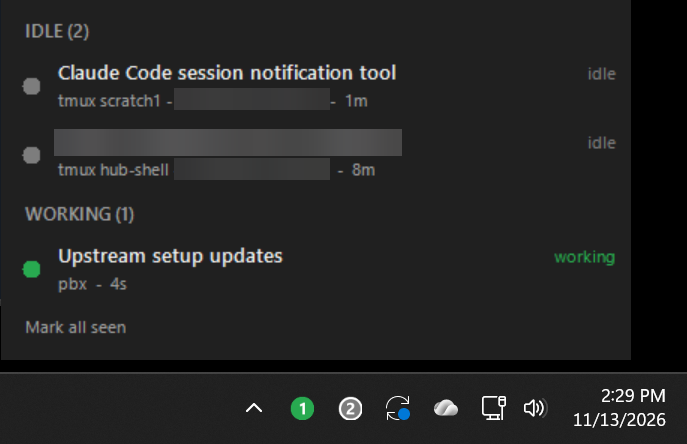 IDLE (2)
Claude Code session notification tool
idle
tmux scratch1 - - 1m
idle
tmux hub-shell - 8m
WORKING (1)
Upstream setup updates
working
pbx - 4s
Mark all seen
1
2
2:29 PM
11/13/2026